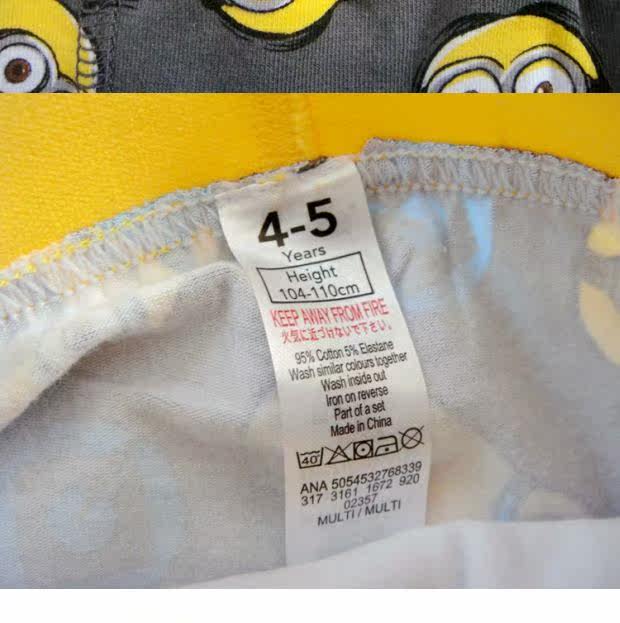 4-5
Years
Height
104-110cm
KEEP AWAY FROM FIRE
火気に近づけないで下さい。
95% Cotton 5% Elastane
Wash similar colours together
Wash inside out
Iron on reverse
Part of a set
Made in China
40°
ANA 5054532768339
317 3161 1672 920
02357
MULTI / MULTI